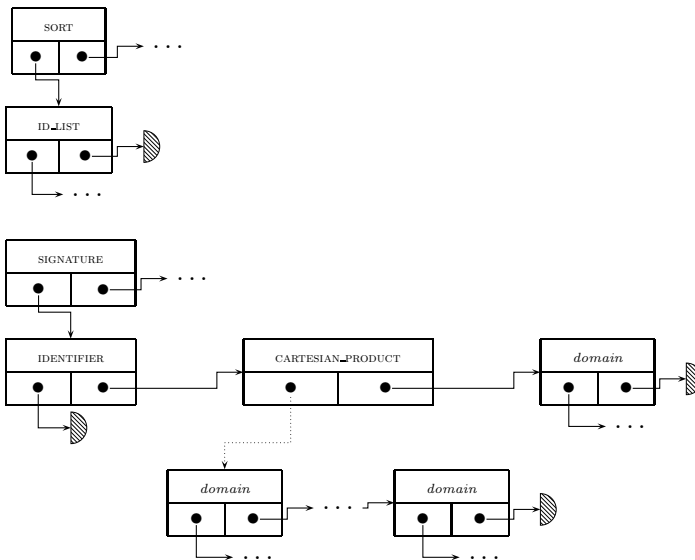 SORT
. . .
ID_LIST
. . .
SIGNATURE
. . .
IDENTIFIER CARTESIAN_PRODUCT domain
. . .
domain . . . domain
. . . . . .